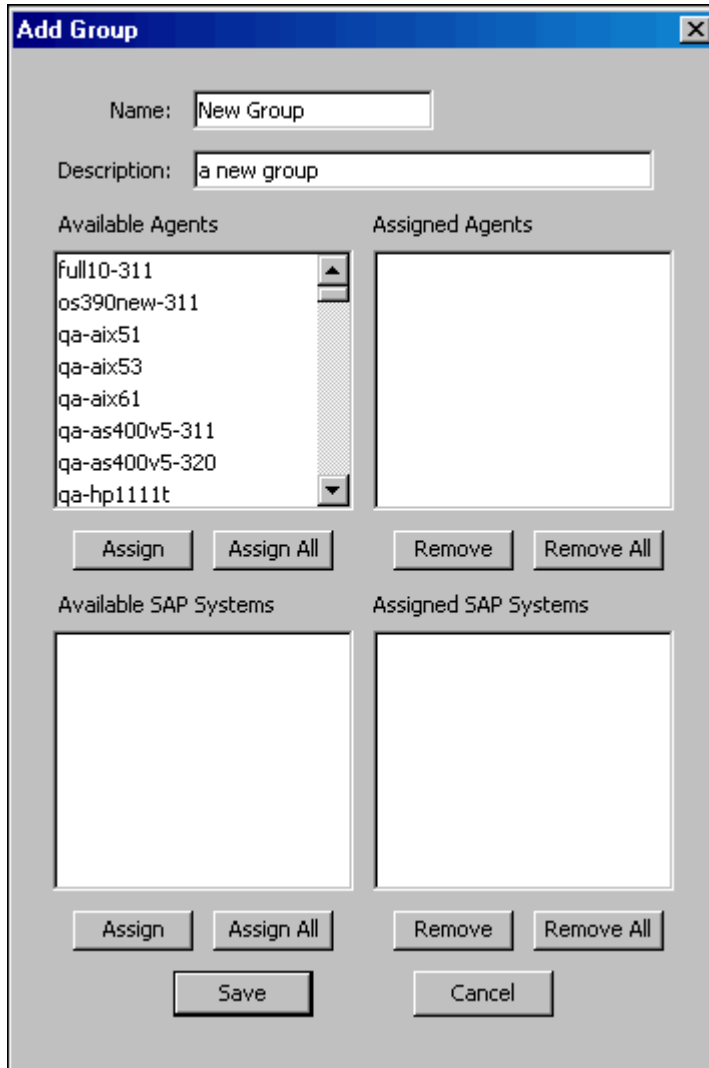 Add Group
Name: New Group
Description: a new group
Available Agents
full10-311
os390new-311
qa-aix51
qa-aix53
qa-aix61
qa-as400v5-311
qa-as400v5-320
qa-hp1111t
Assigned Agents
Assign Assign All Remove Remove All
Available SAP Systems Assigned SAP Systems
Assign Assign All Remove Remove All
Save Cancel